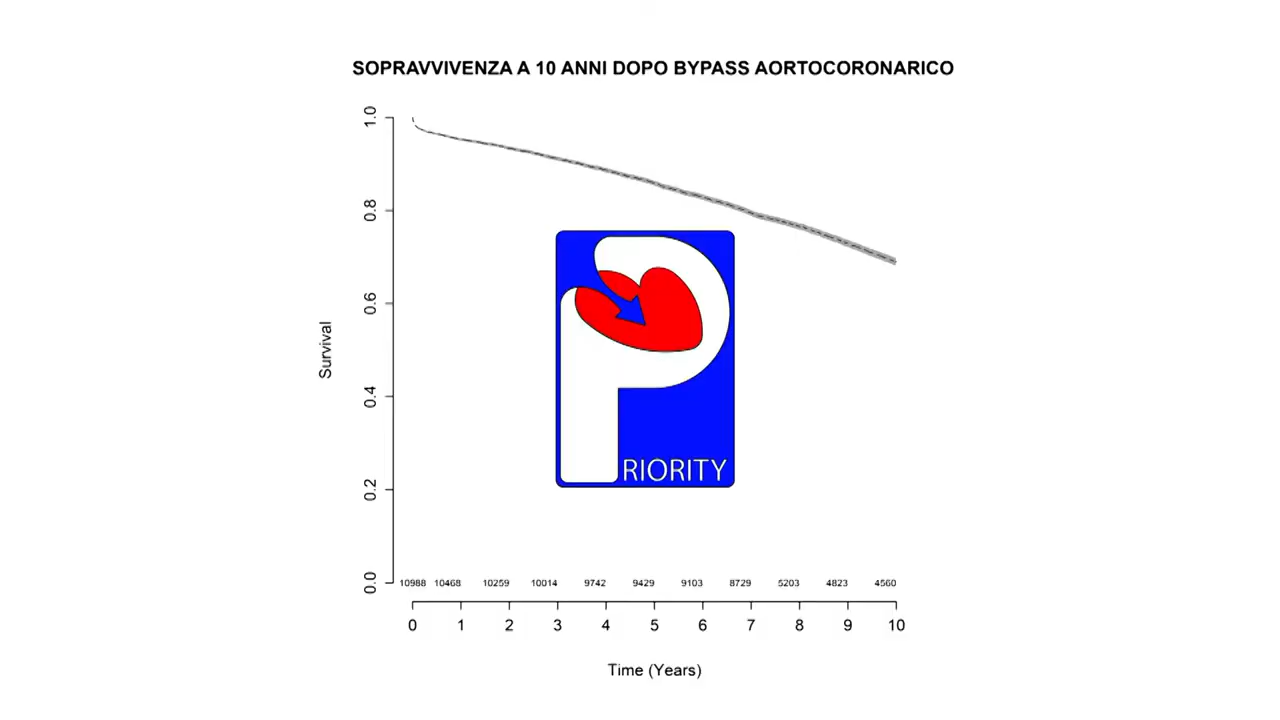 SOPRAVVIVENZA A 10 ANNI DOPO BYPASS AORTOCORONARICO
1.0
0.8
0.6
0.4
0.2
0.0
Survival
RIORITY
10988 10468 10259 10014 9742 9429 9103 8729 5203 4823 4560
0 1 2 3 4 5 6 7 8 9 10
Time (Years)